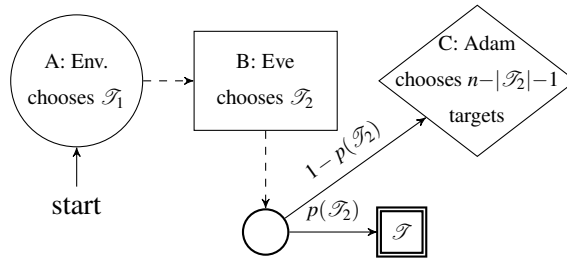 A: Env.
chooses 𝒯₁
B: Eve
chooses 𝒯₂
C: Adam
chooses n−|𝒯₂|−1
targets
start
1 − p(𝒯₂)
p(𝒯₂)
𝒯